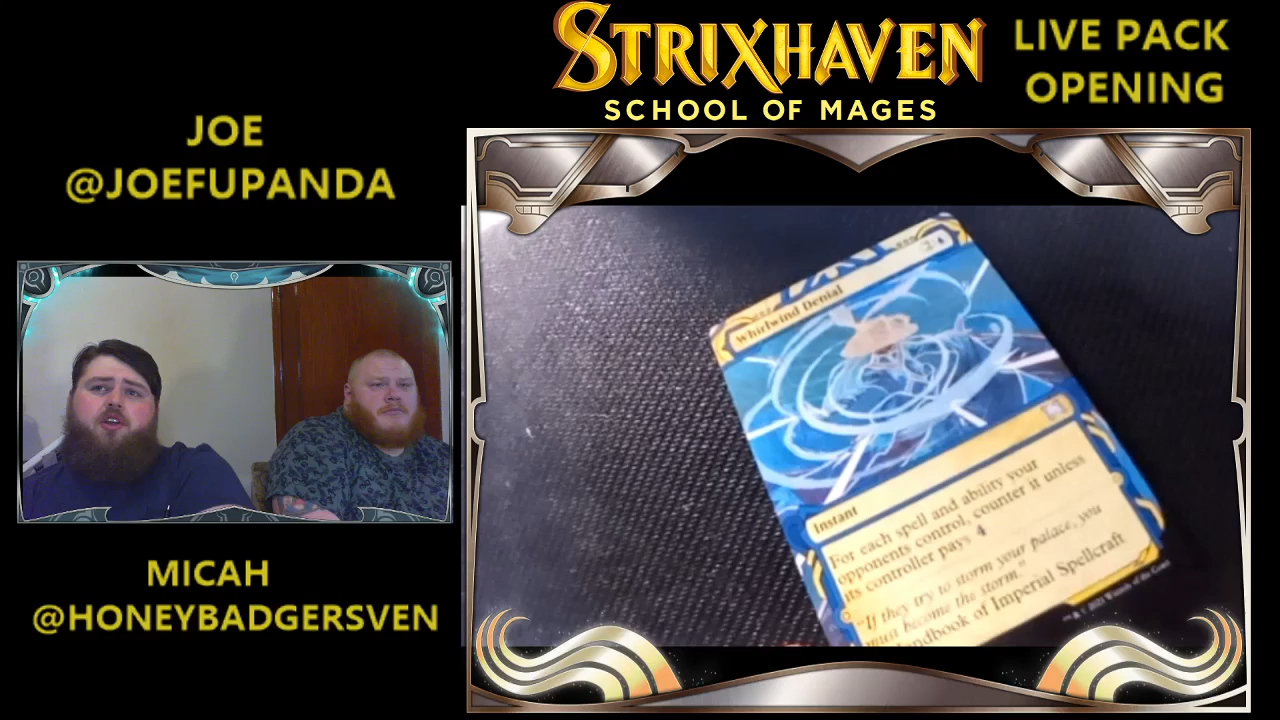 STRIXHAVEN
SCHOOL OF MAGES
LIVE PACK
OPENING
JOE
@JOEFUPANDA
MICAH
@HONEYBADGERSVEN
Whirlwind Denial
Instant
For each spell and ability your
opponents control, counter it unless
its controller pays 4
"If they try to storm your palace, you
must become the storm."
Handbook of Imperial Spellcraft